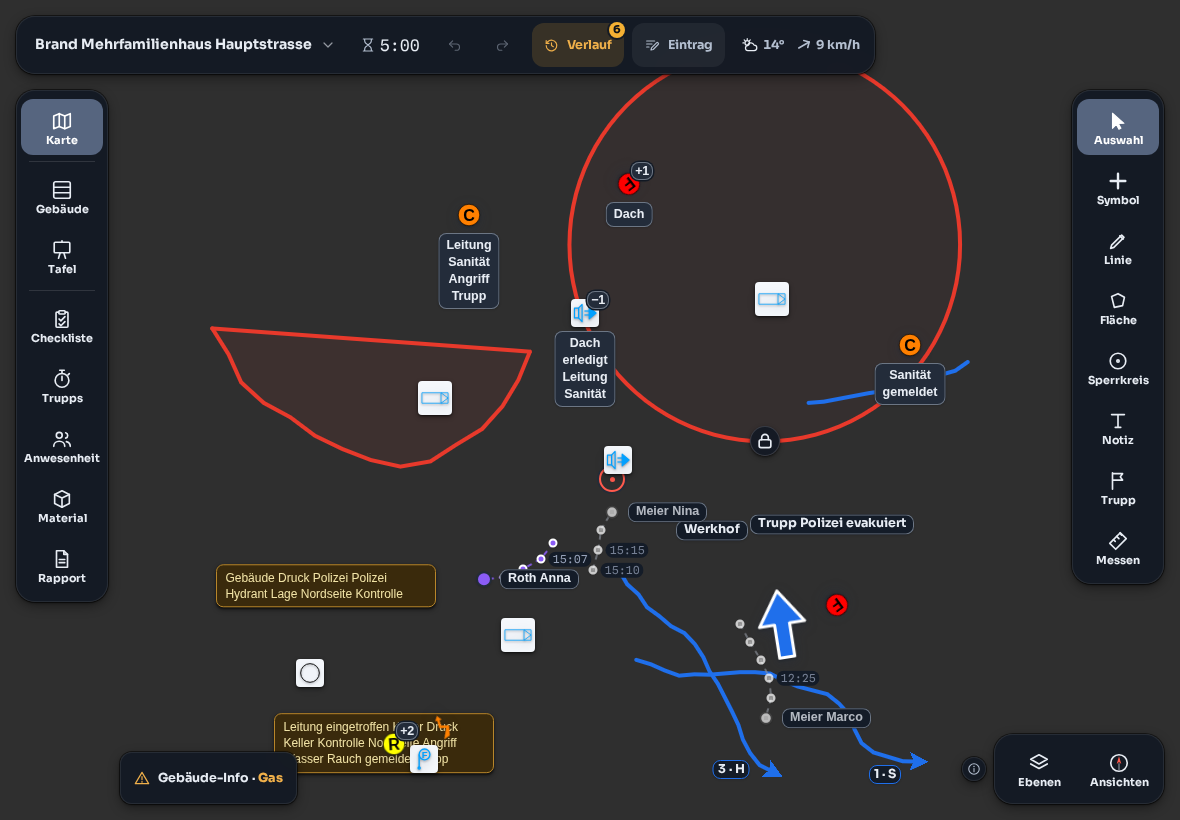 Brand Mehrfamilienhaus Hauptstrasse
5:00
Verlauf
6
Eintrag
14°
9 km/h
Karte
Gebäude
Tafel
Checkliste
Trupps
Anwesenheit
Material
Rapport
Auswahl
Symbol
Linie
Fläche
Sperrkreis
Notiz
Trupp
Messen
+1
Dach
C
Leitung
Sanität
Angriff
Trupp
−1
Dach
erledigt
Leitung
Sanität
C
Sanität
gemeldet
Meier Nina
Werkhof
Trupp Polizei evakuiert
15:15
15:07
15:10
Roth Anna
Gebäude Druck Polizei Polizei
Hydrant Lage Nordseite Kontrolle
12:25
Meier Marco
Leitung eingetroffen Druck
Keller Kontrolle Angriff
Rauch
+2
R
F
3 · H
1 · S
Gebäude-Info · Gas
Ebenen
Ansichten